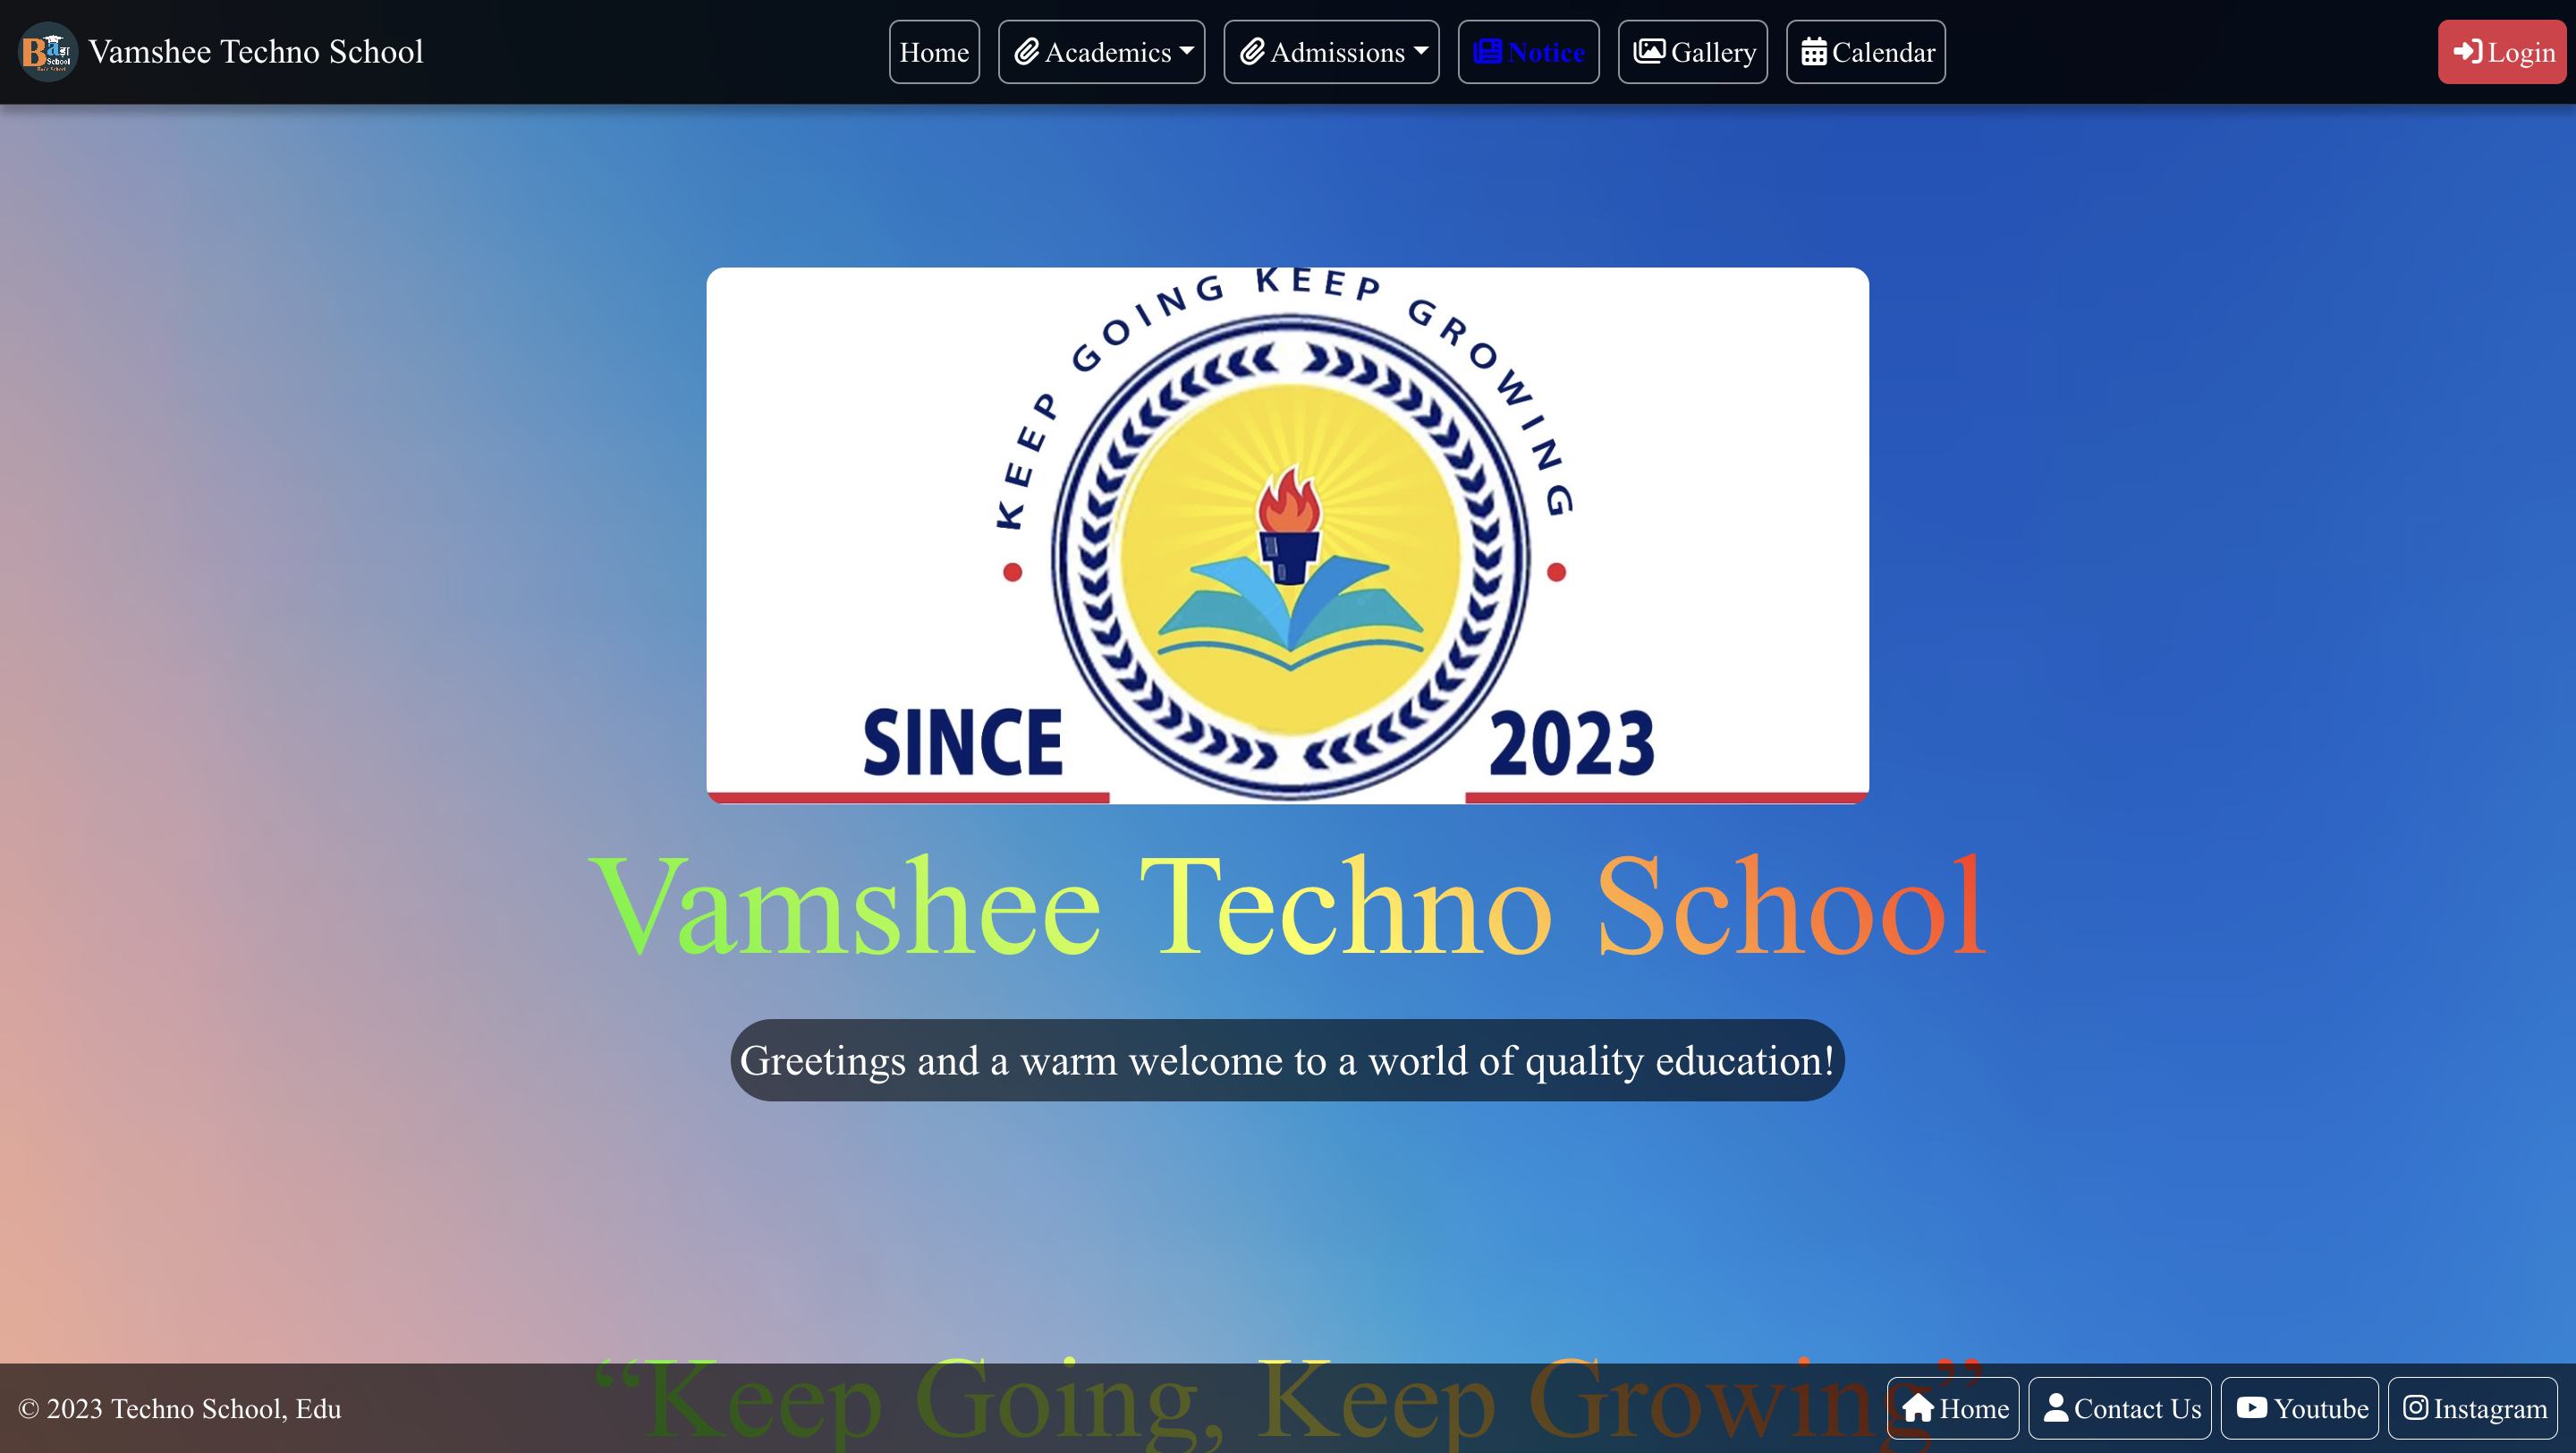 Ba
School
Vamshee Techno School
Home
Academics
Admissions
Notice
Gallery
Calendar
Login
KEEP GOING KEEP GROWING
SINCE
2023
Vamshee Techno School
Greetings and a warm welcome to a world of quality education!
“Keep Going, Keep Growing”
© 2023 Techno School, Edu
Home
Contact Us
Youtube
Instagram